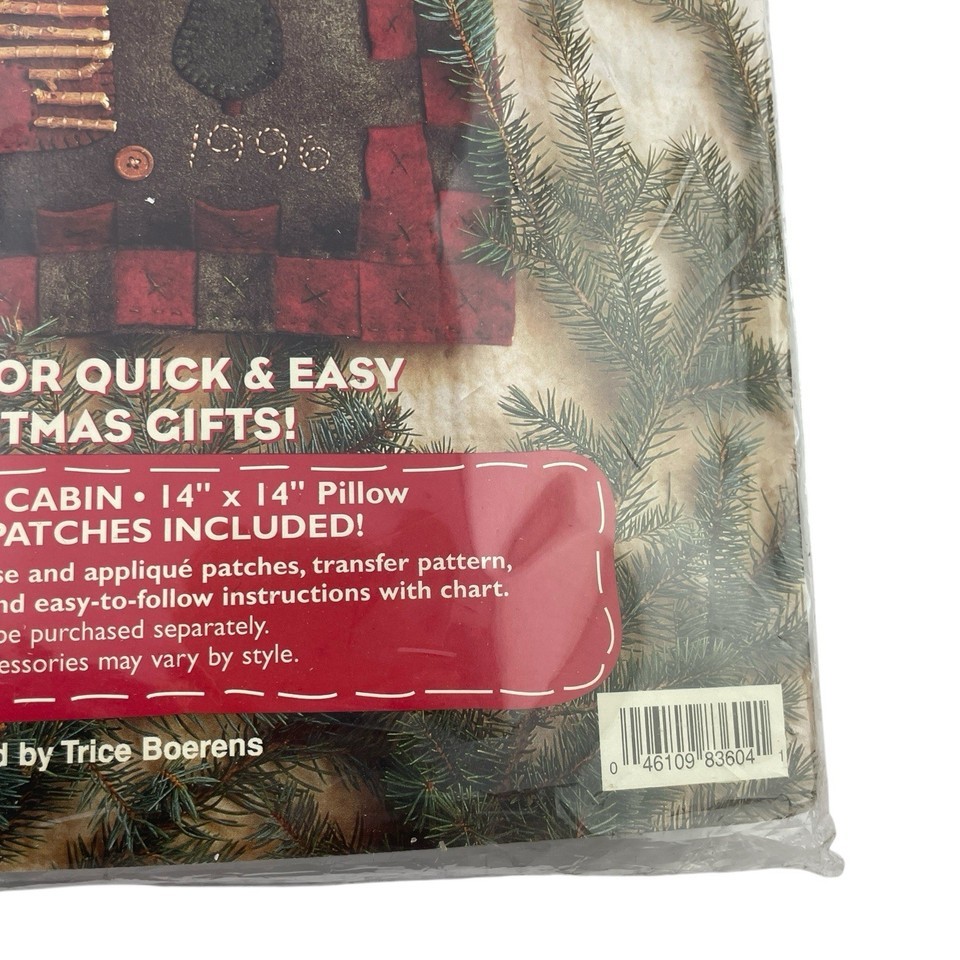 1996
OR QUICK & EASY
TMAS GIFTS!
CABIN • 14" x 14" Pillow
PATCHES INCLUDED!
se and appliqué patches, transfer pattern,
nd easy-to-follow instructions with chart.
be purchased separately.
essories may vary by style.
d by Trice Boerens
0 46109 83604 1